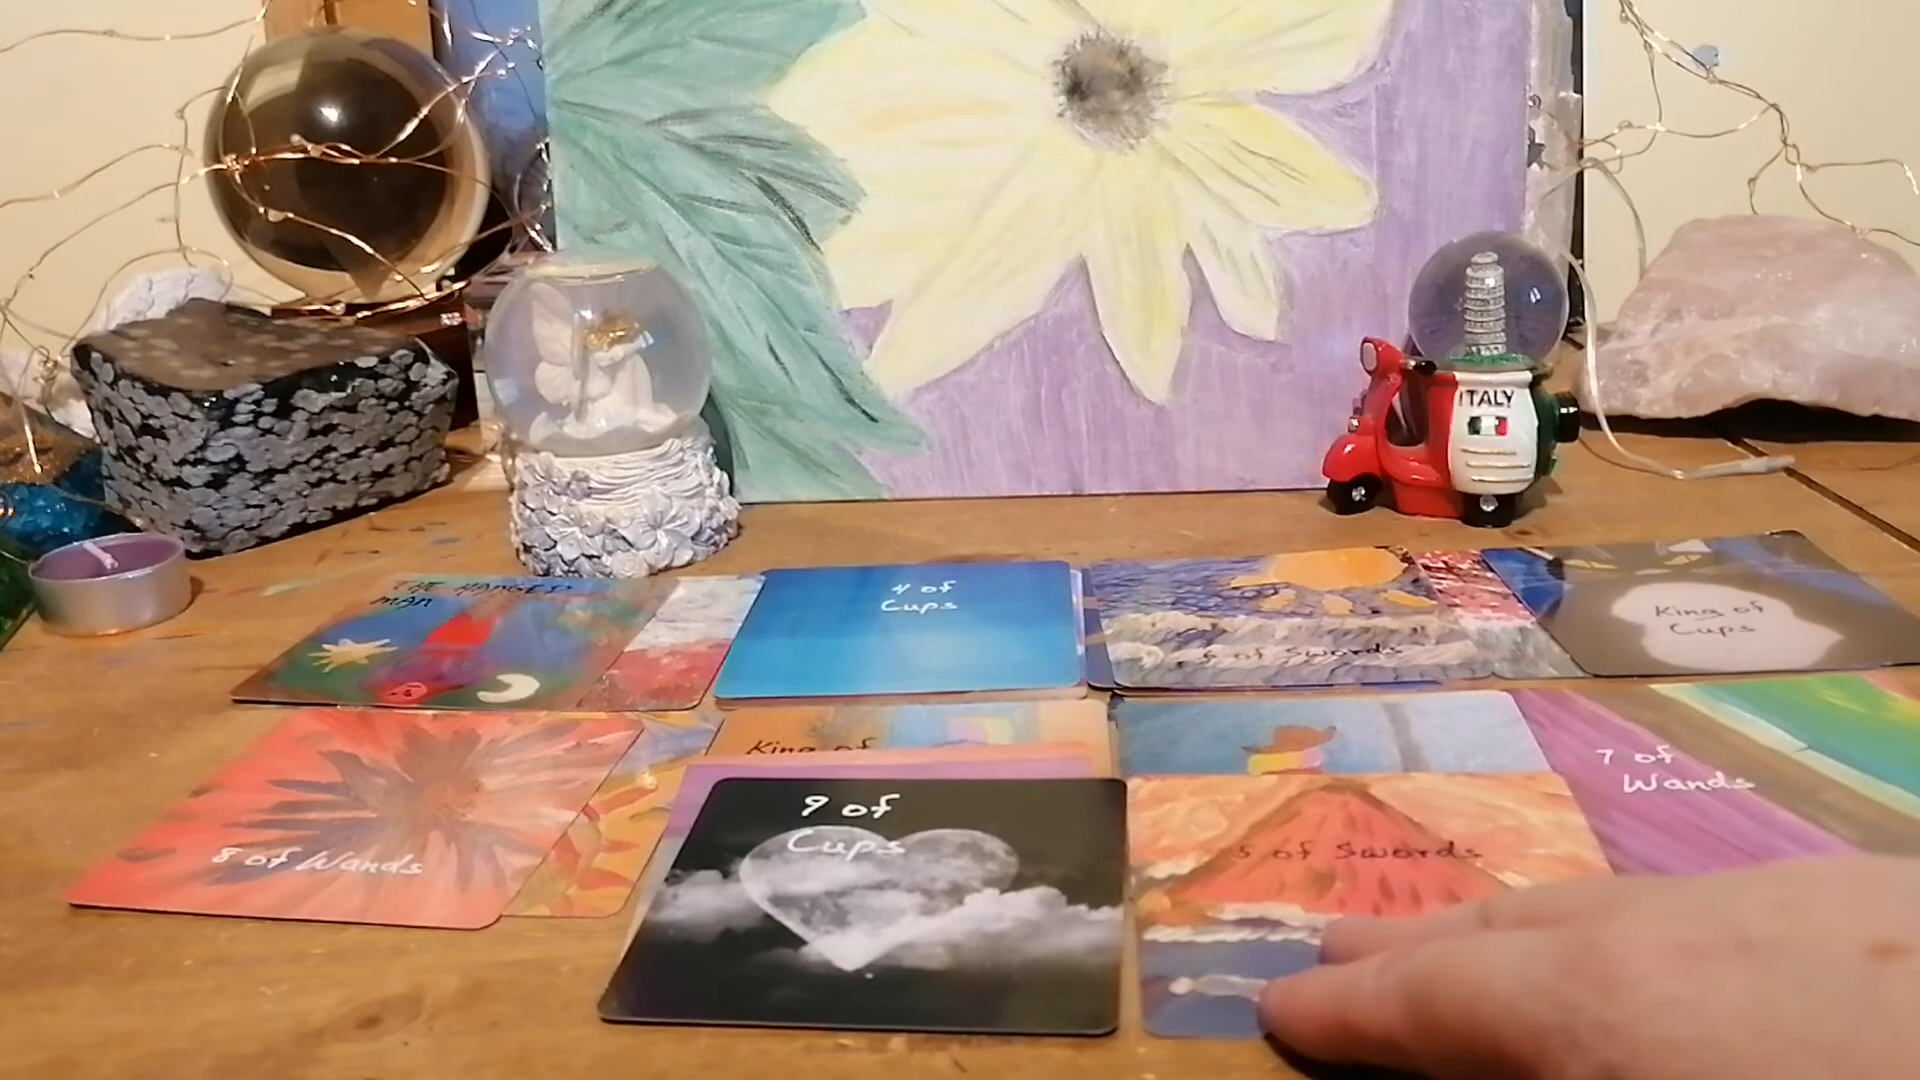 ITALY
THE HANGED
MAN
4 of
Cups
of Swords
King of
Cups
King of
7 of
Wands
8 of Wands
9 of
Cups
5 of Swords